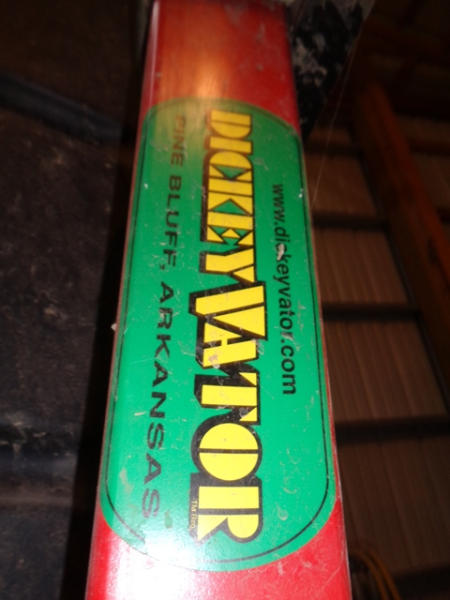 www.dickeyvator.com
DICKEYVATOR
PINE BLUFF, ARKANSAS